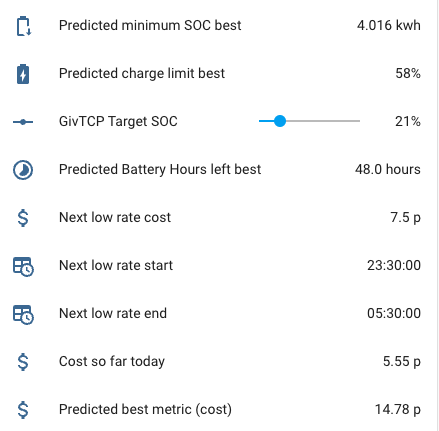 Predicted minimum SOC best 4.016 kwh
Predicted charge limit best 58%
GivTCP Target SOC 21%
Predicted Battery Hours left best 48.0 hours
Next low rate cost 7.5 p
Next low rate start 23:30:00
Next low rate end 05:30:00
Cost so far today 5.55 p
Predicted best metric (cost) 14.78 p